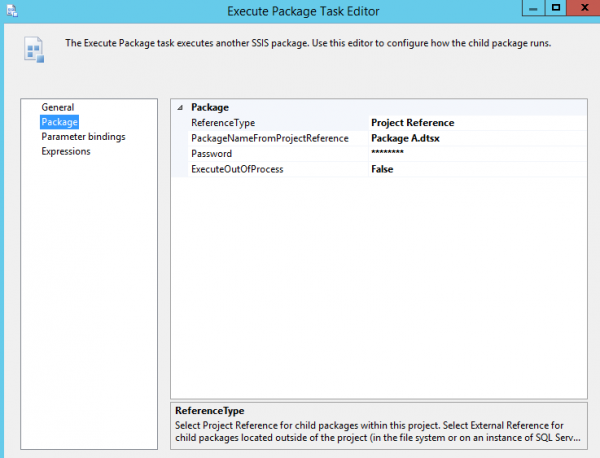 Execute Package Task Editor
The Execute Package task executes another SSIS package. Use this editor to configure how the child package runs.
General
Package
Parameter bindings
Expressions
Package
ReferenceType Project Reference
PackageNameFromProjectReference Package A.dtsx
Password ********
ExecuteOutOfProcess False
ReferenceType
Select Project Reference for child packages within this project. Select External Reference for
child packages located outside of the project (in the file system or on an instance of SQL Serv...